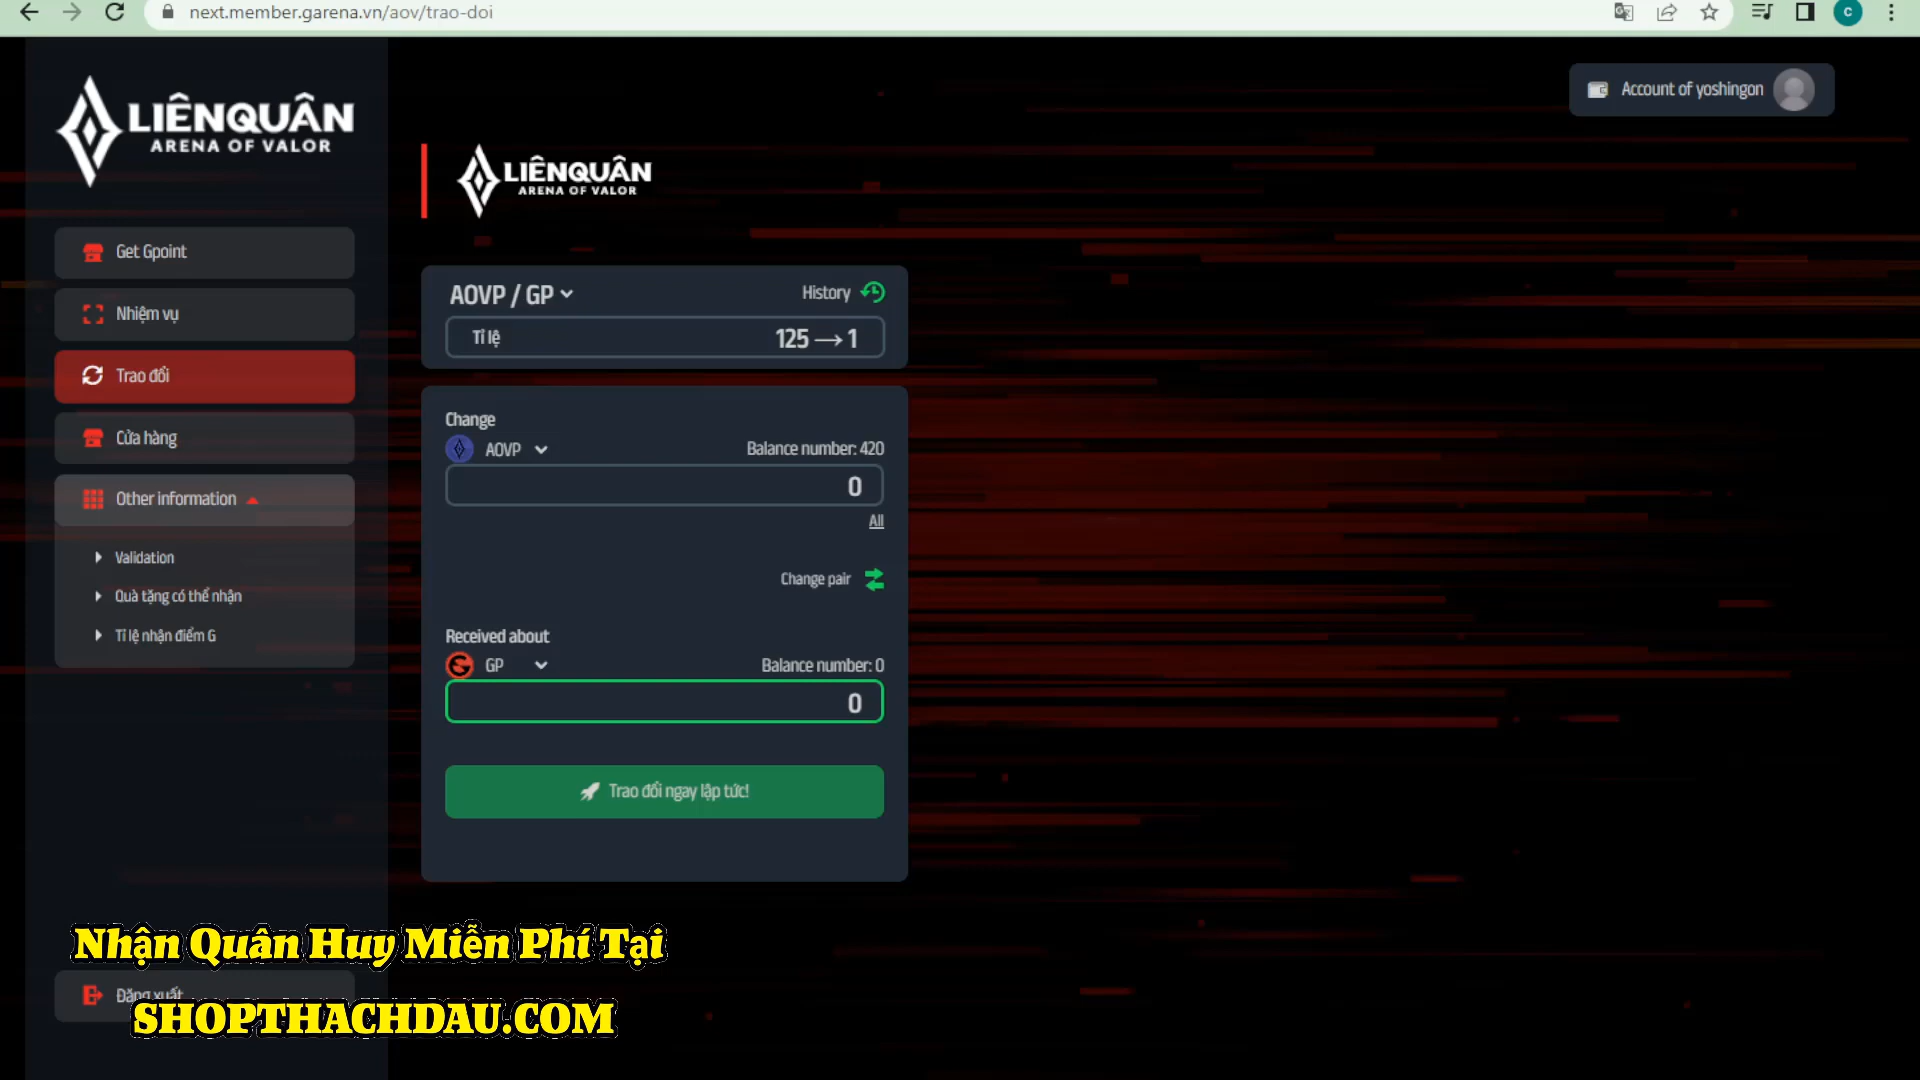 next.member.garena.vn/aov/trao-doi
C
LIÊNQUÂN
ARENA OF VALOR
Account of yoshingon
LIÊNQUÂN
ARENA OF VALOR
Get Gpoint
Nhiệm vụ
Trao đổi
Cửa hàng
Other information
Validation
Quà tặng có thể nhận
Tỉ lệ nhận điểm G
AOVP / GP
History
Tỉ lệ
125 → 1
Change
AOVP
Balance number: 420
0
All
Change pair
Received about
GP
Balance number: 0
0
Trao đổi ngay lập tức!
Nhận Quân Huy Miễn Phí Tại
Đăng xuất
SHOPTHACHDAU.COM